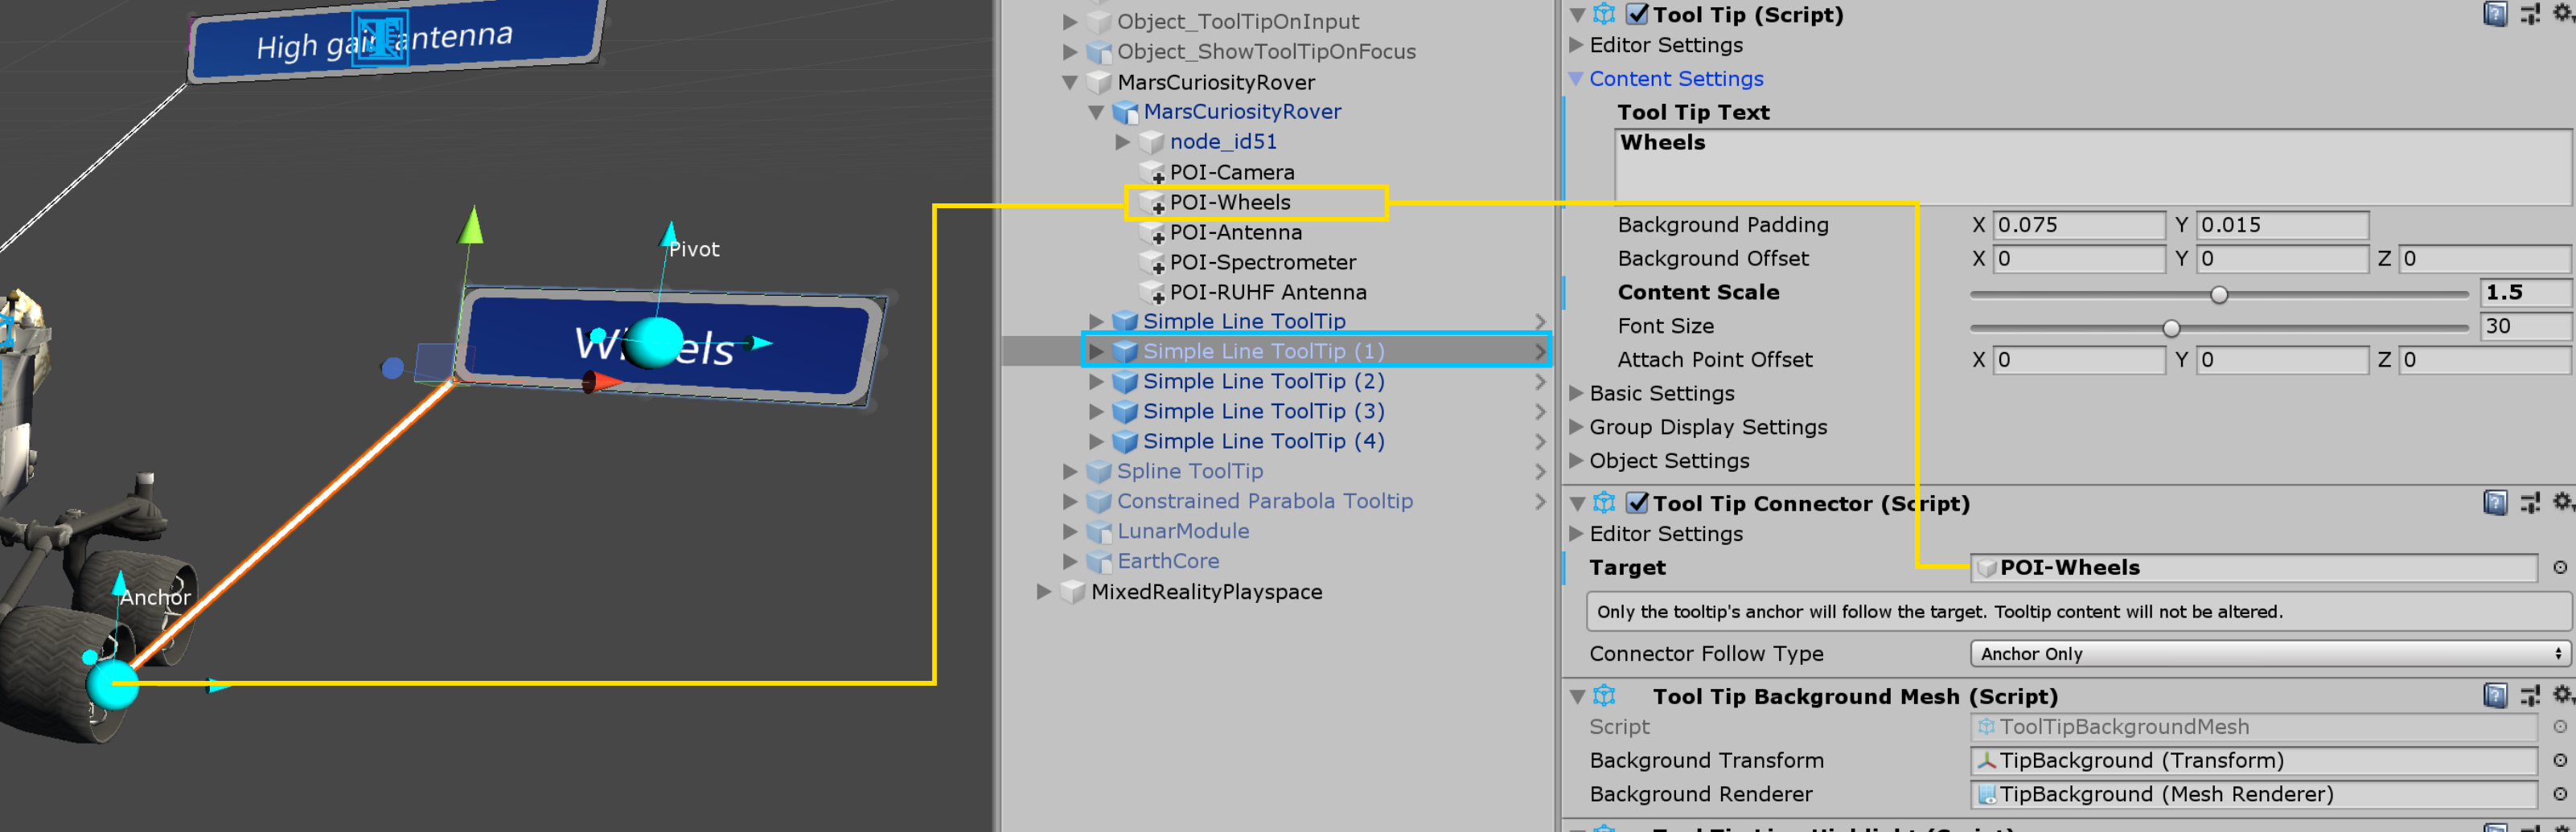 High gain antenna
Pivot
Wheels
Anchor
Object_ToolTipOnInput
Object_ShowToolTipOnFocus
MarsCuriosityRover
MarsCuriosityRover
node_id51
POI-Camera
POI-Wheels
POI-Antenna
POI-Spectrometer
POI-RUHF Antenna
Simple Line ToolTip
Simple Line ToolTip (1)
Simple Line ToolTip (2)
Simple Line ToolTip (3)
Simple Line ToolTip (4)
Spline ToolTip
Constrained Parabola Tooltip
LunarModule
EarthCore
MixedRealityPlayspace
Tool Tip (Script)
Editor Settings
Content Settings
Tool Tip Text
Wheels
Background Padding X 0.075 Y 0.015
Background Offset X 0 Y 0 Z 0
Content Scale 1.5
Font Size 30
Attach Point Offset X 0 Y 0 Z 0
Basic Settings
Group Display Settings
Object Settings
Tool Tip Connector (Script)
Editor Settings
Target POI-Wheels
Only the tooltip's anchor will follow the target. Tooltip content will not be altered.
Connector Follow Type Anchor Only
Tool Tip Background Mesh (Script)
Script ToolTipBackgroundMesh
Background Transform TipBackground (Transform)
Background Renderer TipBackground (Mesh Renderer)